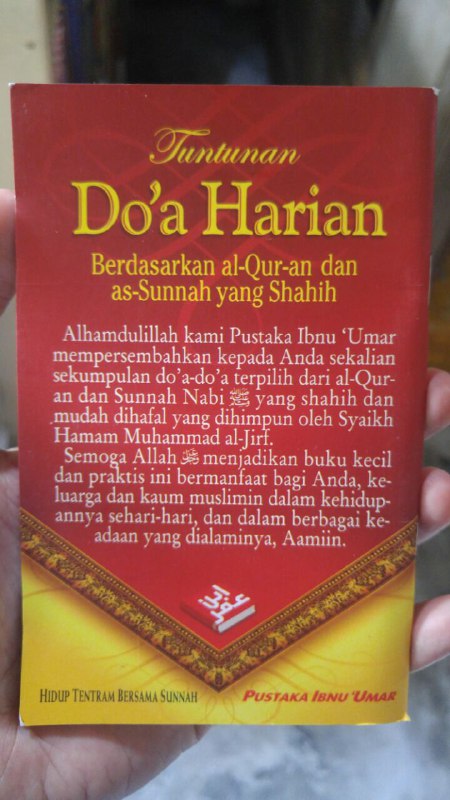 Tuntunan
Do'a Harian
Berdasarkan al-Qur-an dan
as-Sunnah yang Shahih
Alhamdulillah kami Pustaka Ibnu 'Umar
mempersembahkan kepada Anda sekalian
sekumpulan do'a-do'a terpilih dari al-Qur-
an dan Sunnah Nabi ﷺ yang shahih dan
mudah dihafal yang dihimpun oleh Syaikh
Hamam Muhammad al-Jirf.
Semoga Allah menjadikan buku kecil
dan praktis ini bermanfaat bagi Anda, ke-
luarga dan kaum muslimin dalam kehidup-
annya sehari-hari, dan dalam berbagai ke-
adaan yang dialaminya, Aamiin.
HIDUP TENTRAM BERSAMA SUNNAH
PUSTAKA IBNU 'UMAR